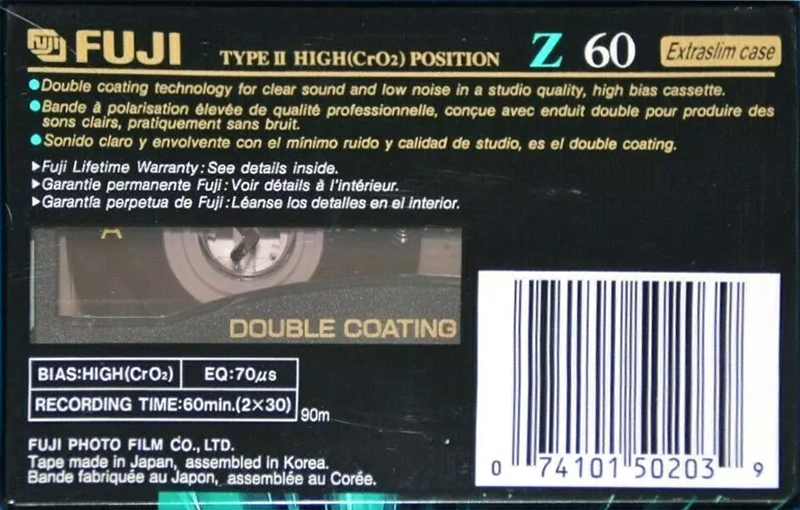 FUJI TYPE II HIGH(CrO2) POSITION Z 60 Extraslim case
●Double coating technology for clear sound and low noise in a studio quality, high bias cassette.
●Bande à polarisation élevée de qualité professionnelle, conçue avec enduit double pour produire des
sons clairs, pratiquement sans bruit.
●Sonido claro y envolvente con el mínimo ruido y calidad de studio, es el double coating.
▶Fuji Lifetime Warranty:See details inside.
▶Garantie permanente Fuji:Voir détails à l'intérieur.
▶Garantía perpetua de Fuji:Léanse los detalles en el interior.
A
DOUBLE COATING
BIAS:HIGH(CrO2) EQ:70µs
RECORDING TIME:60min.(2×30) 90m
FUJI PHOTO FILM CO., LTD.
Tape made in Japan, assembled in Korea.
Bande fabriquée au Japon, assemblée au Corée.
0 74101 50203 9